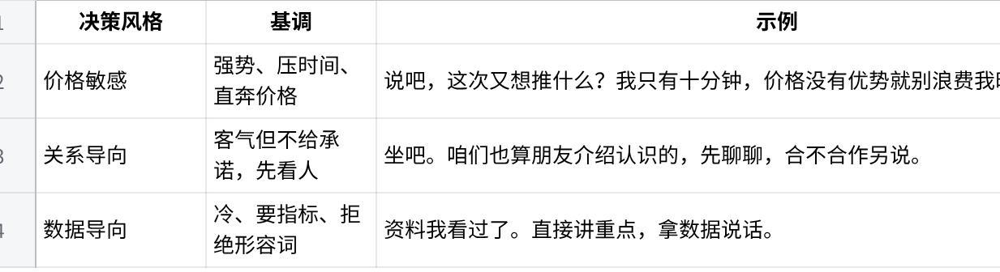 决策风格 基调 示例
价格敏感
强势、压时间、
直奔价格
说吧，这次又想推什么？我只有十分钟，价格没有优势就别浪费我
关系导向
客气但不给承
诺，先看人
坐吧。咱们也算朋友介绍认识的，先聊聊，合不合作另说。
数据导向
冷、要指标、拒
绝形容词
资料我看过了。直接讲重点，拿数据说话。